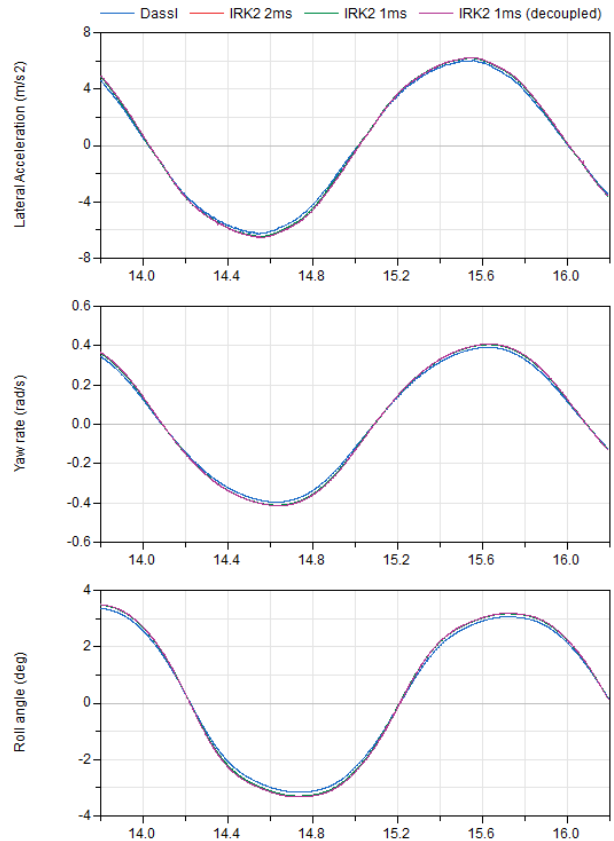 Dassl IRK2 2ms IRK2 1ms IRK2 1ms (decoupled)
Lateral Acceleration (m/s2)
8
4
0
-4
-8
14.0 14.4 14.8 15.2 15.6 16.0
Yaw rate (rad/s)
0.6
0.4
0.2
0.0
-0.2
-0.4
-0.6
14.0 14.4 14.8 15.2 15.6 16.0
Roll angle (deg)
4
2
0
-2
-4
14.0 14.4 14.8 15.2 15.6 16.0